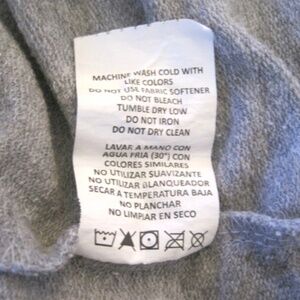 MACHINE WASH COLD WITH
LIKE COLORS
DO NOT USE FABRIC SOFTENER
DO NOT BLEACH
TUMBLE DRY LOW
DO NOT IRON
DO NOT DRY CLEAN
LAVAR A MANO CON
AGUA FRIA (30°) CON
COLORES SIMILARES
NO UTILIZAR SUAVIZANTE
NO UTILIZAR BLANQUEADOR
SECAR A TEMPERATURA BAJA
NO PLANCHAR
NO LIMPIAR EN SECO